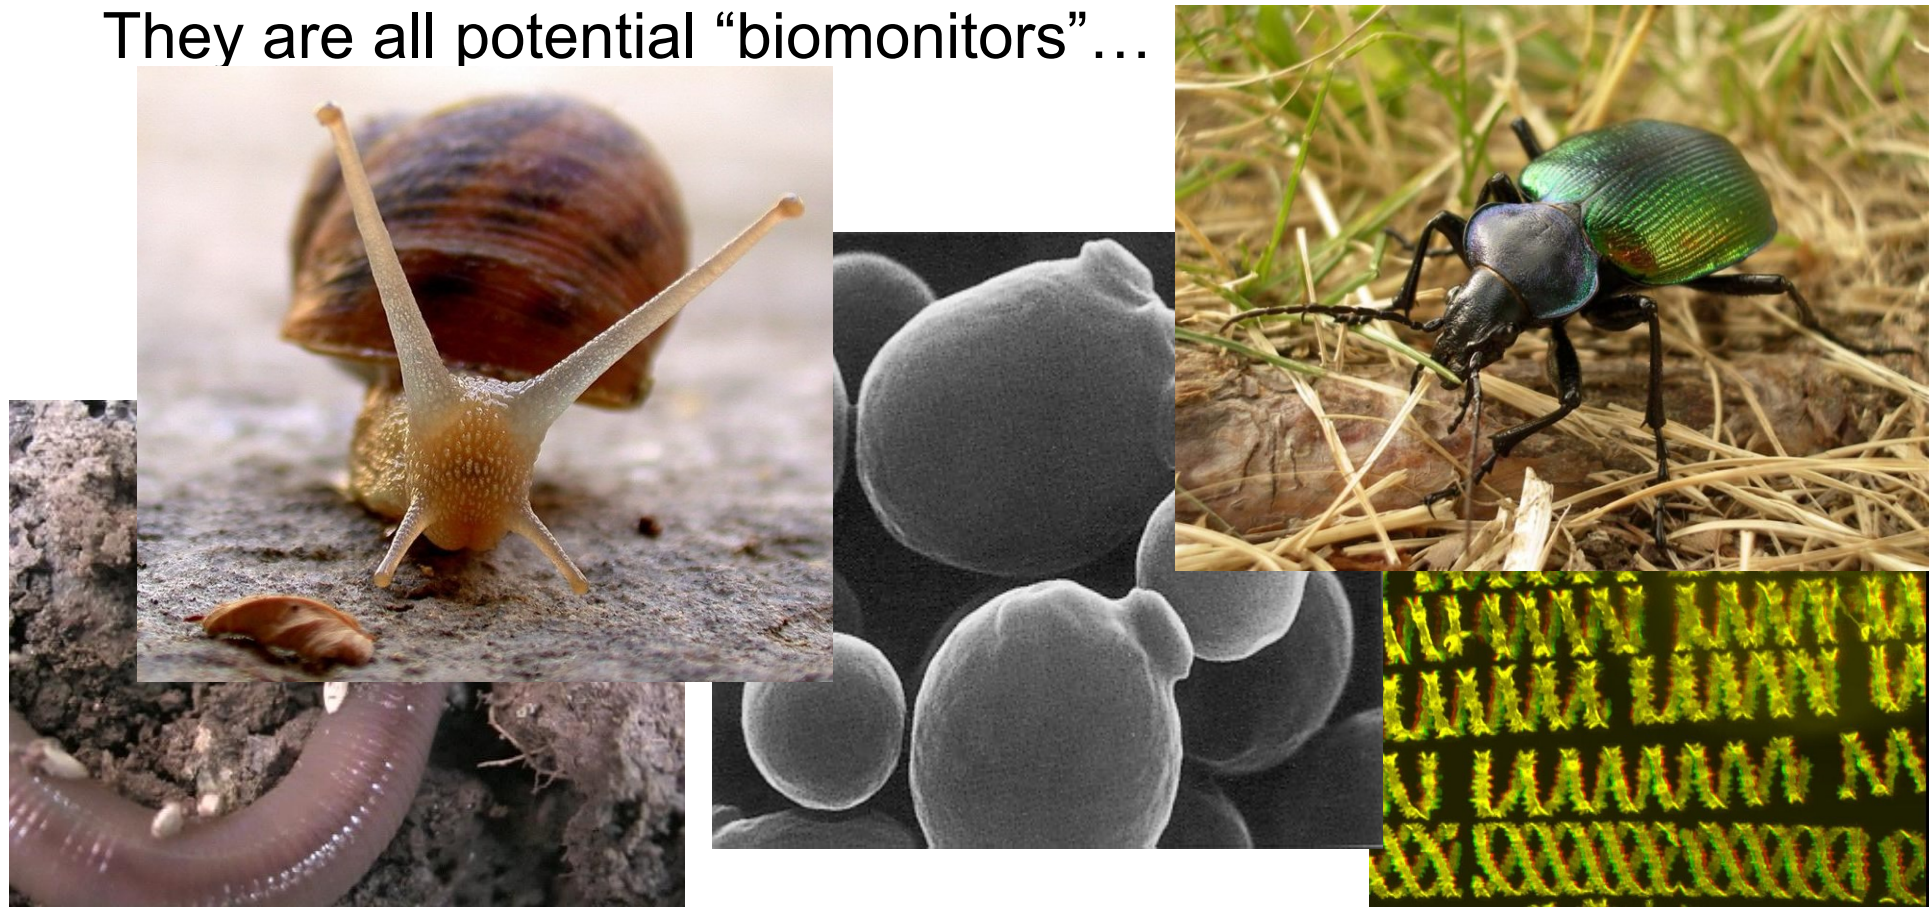 They are all potential “biomonitors”…